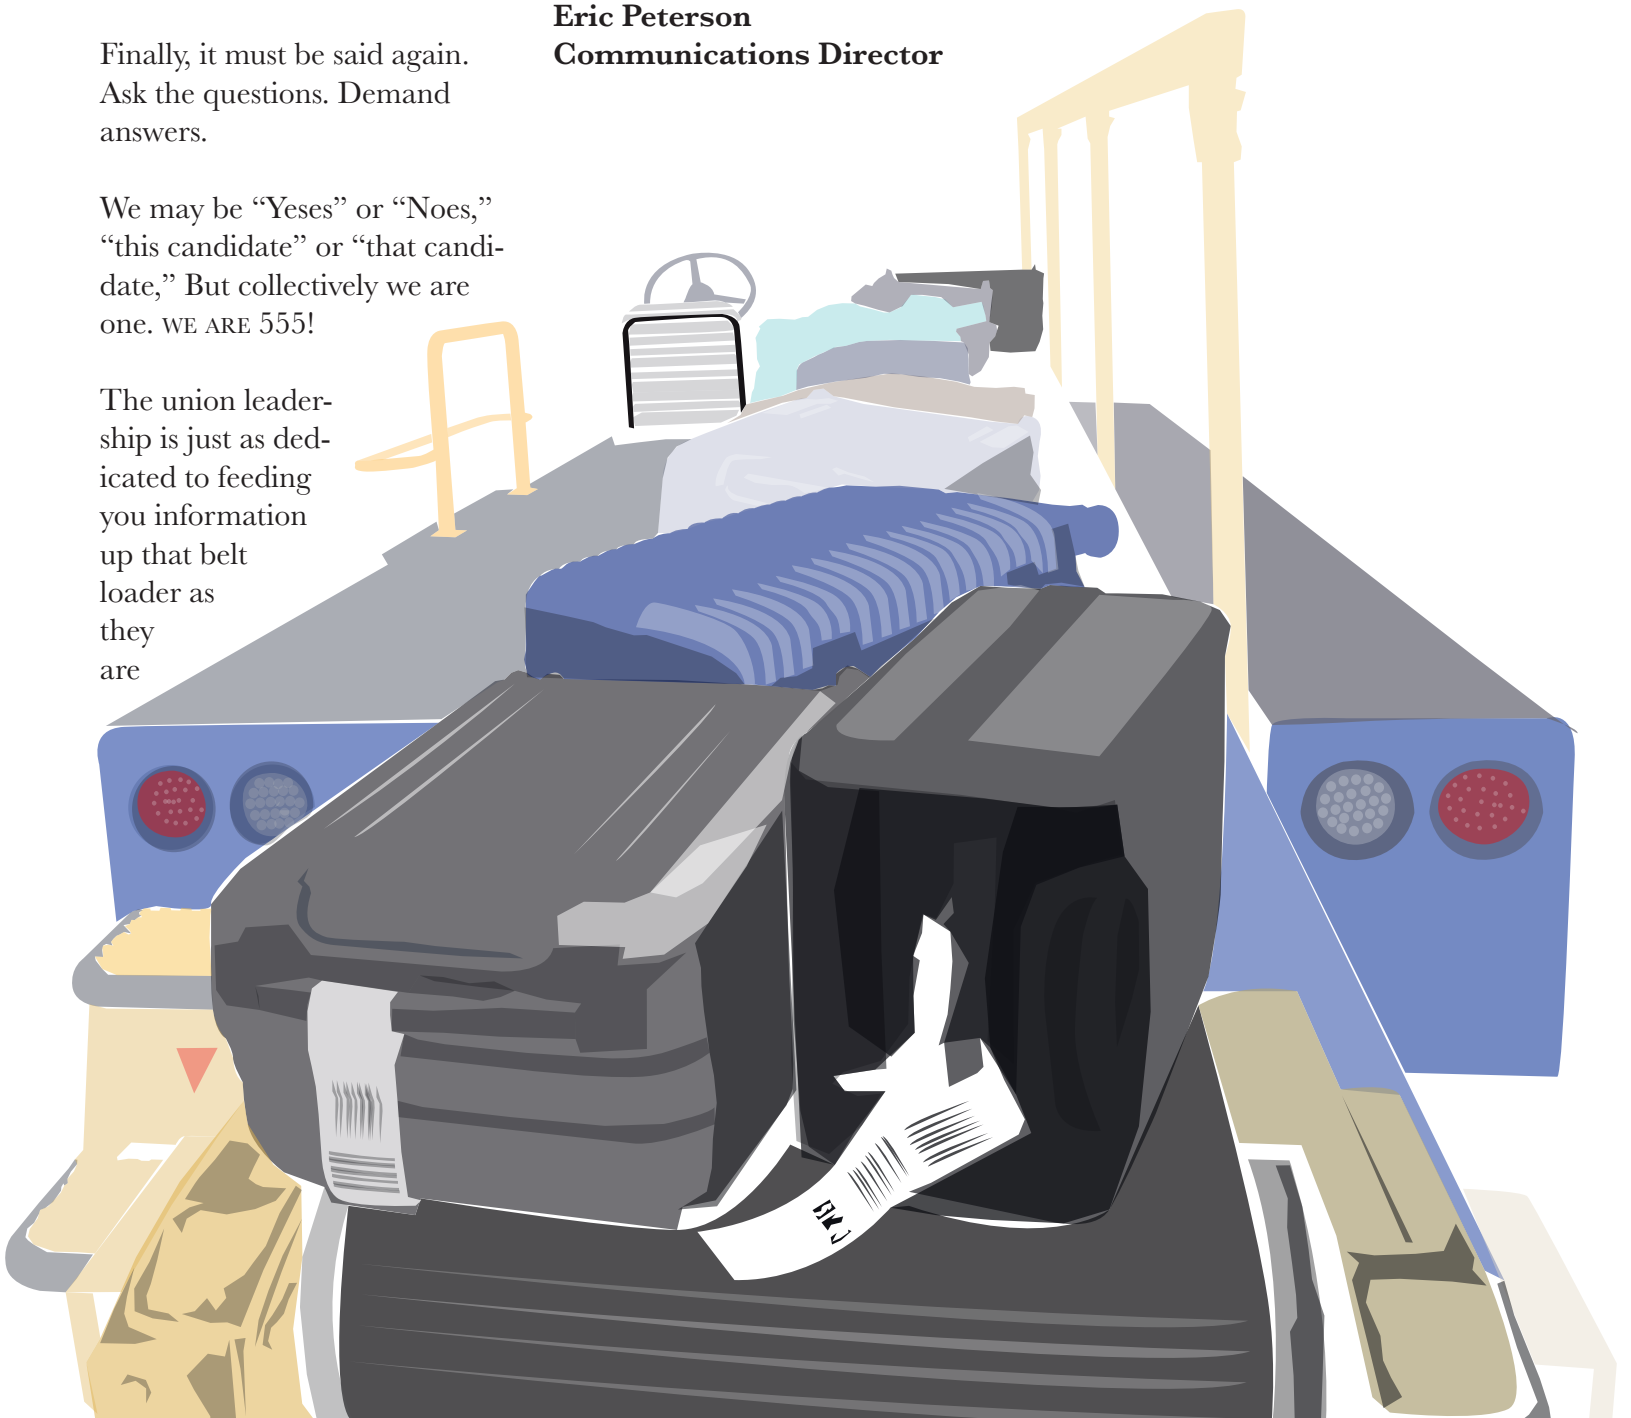 Finally, it must be said again.
Ask the questions. Demand
answers.
We may be “Yeses” or “Noes,”
“this candidate” or “that candi-
date,” But collectively we are
one. WE ARE 555!
The union leader-
ship is just as ded-
icated to feeding
you information
up that belt
loader as
they
are
Eric Peterson
Communications Director